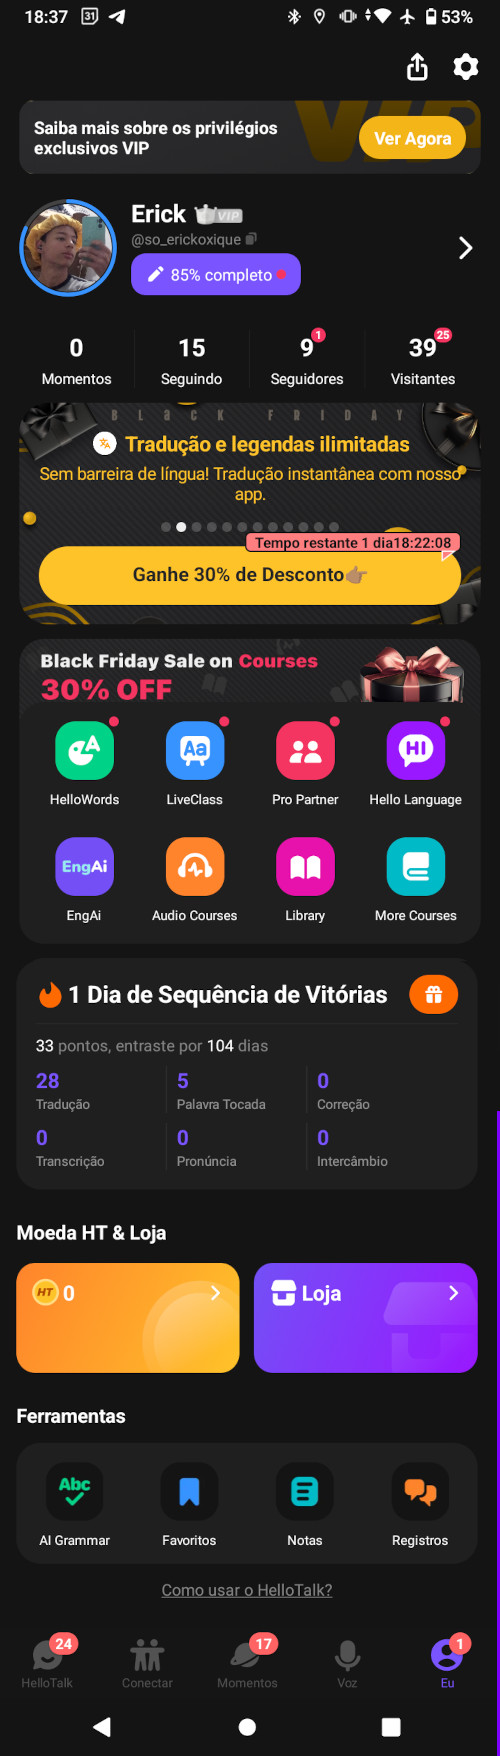 18:37
31
53%
Saiba mais sobre os privilégios
exclusivos VIP
VIP
Ver Agora
Erick VIP
@so_erickoxique
85% completo
0
15
9
1
39
25
Momentos
Seguindo
Seguidores
Visitantes
BLACK FRIDAY
Tradução e legendas ilimitadas
Sem barreira de língua! Tradução instantânea com nosso
app.
Tempo restante 1 dia18:22:08
Ganhe 30% de Desconto👉🏽
Black Friday Sale on Courses
30% OFF
A
Aa
HI
HelloWords
LiveClass
Pro Partner
Hello Language
EngAi
EngAi
Audio Courses
Library
More Courses
1 Dia de Sequência de Vitórias
33 pontos, entraste por 104 dias
28
5
0
Tradução
Palavra Tocada
Correção
0
0
0
Transcrição
Pronúncia
Intercâmbio
Moeda HT & Loja
HT 0
Loja
Ferramentas
Abc
AI Grammar
Favoritos
Notas
Registros
Como usar o HelloTalk?
24
17
1
HelloTalk
Conectar
Momentos
Voz
Eu